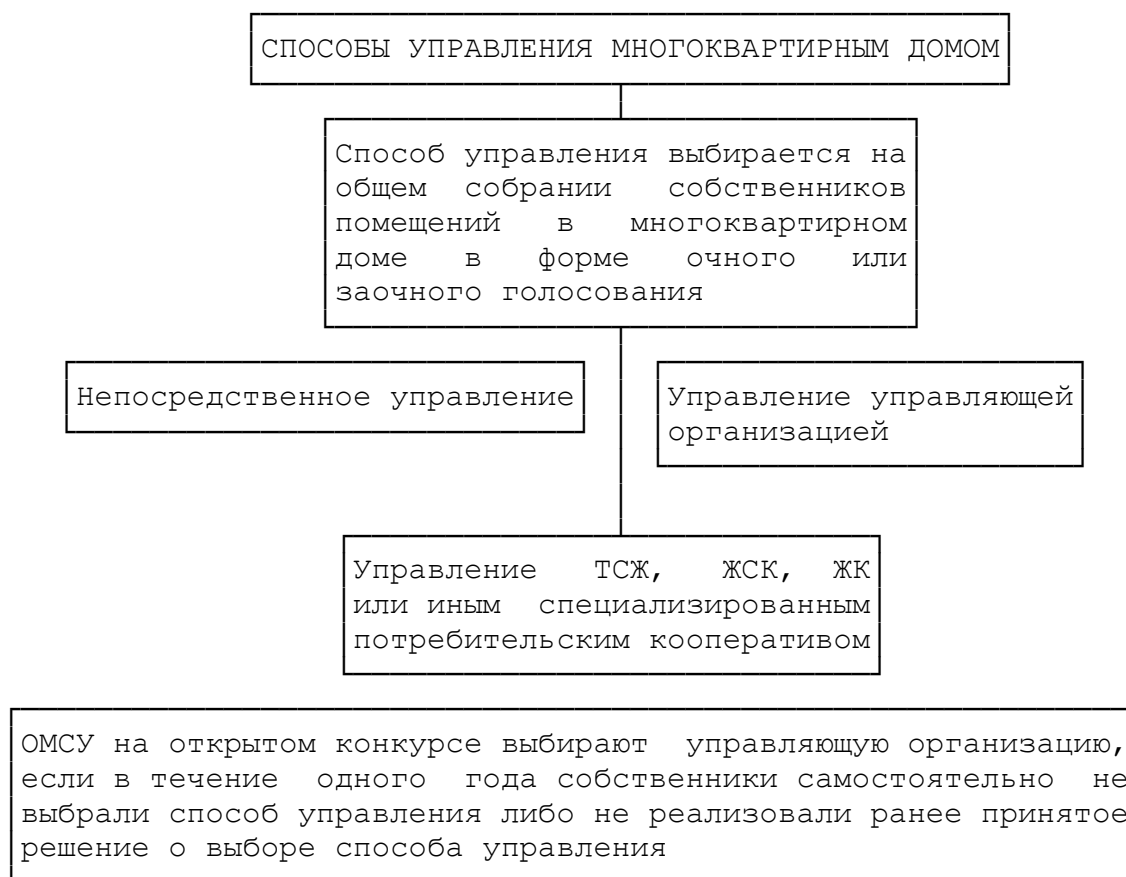 СПОСОБЫ УПРАВЛЕНИЯ МНОГОКВАРТИРНЫМ ДОМОМ
Способ управления выбирается на
общем собрании собственников
помещений в многоквартирном
доме в форме очного или
заочного голосования
Непосредственное управление
Управление управляющей
организацией
Управление ТСЖ, ЖСК, ЖК
или иным специализированным
потребительским кооперативом
ОМСУ на открытом конкурсе выбирают управляющую организацию,
если в течение одного года собственники самостоятельно не
выбрали способ управления либо не реализовали ранее принятое
решение о выборе способа управления